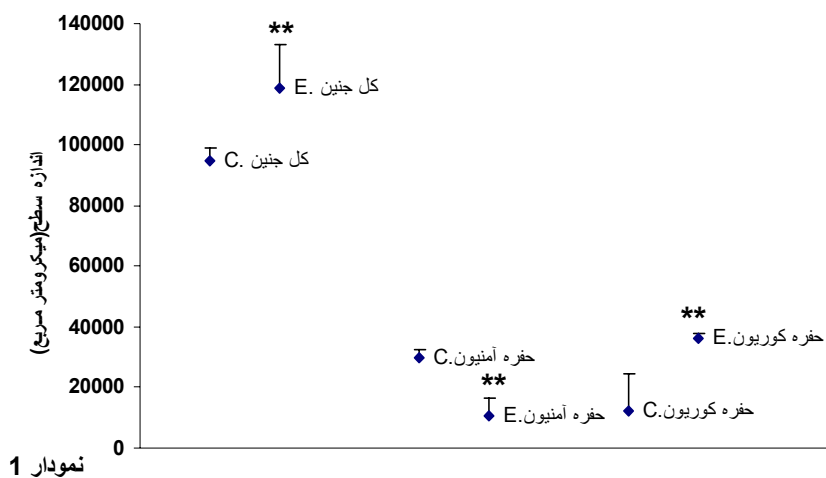 140000
120000
100000
80000
60000
40000
20000
0
اندازه سطح(میکرومتر مربع)
**
کل جنین .E
کل جنین .C
حفره آمنیون.C
**
حفره آمنیون.E
**
حفره کوریون.E
حفره کوریون.C
نمودار 1